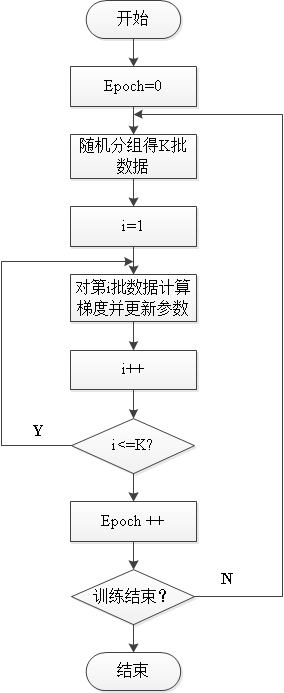 开始
Epoch=0
随机分组得K批
数据
i=1
对第i批数据计算
梯度并更新参数
i++
Y
i<=K?
Epoch ++
N
训练结束？
结束